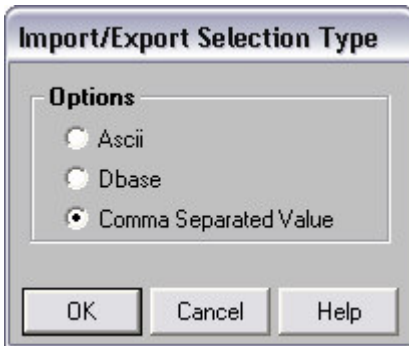 Import/Export Selection Type
Options
Ascii
Dbase
Comma Separated Value
OK Cancel Help